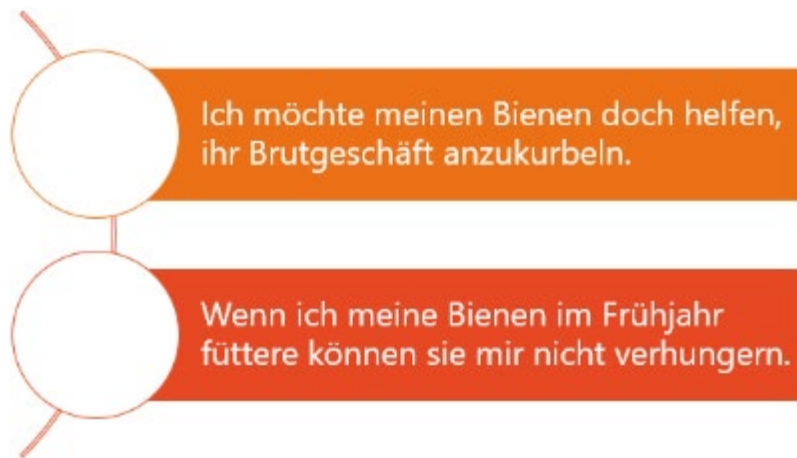 Ich möchte meinen Bienen doch helfen,
ihr Brutgeschäft anzukurbeln.
Wenn ich meine Bienen im Frühjahr
füttere können sie mir nicht verhungern.